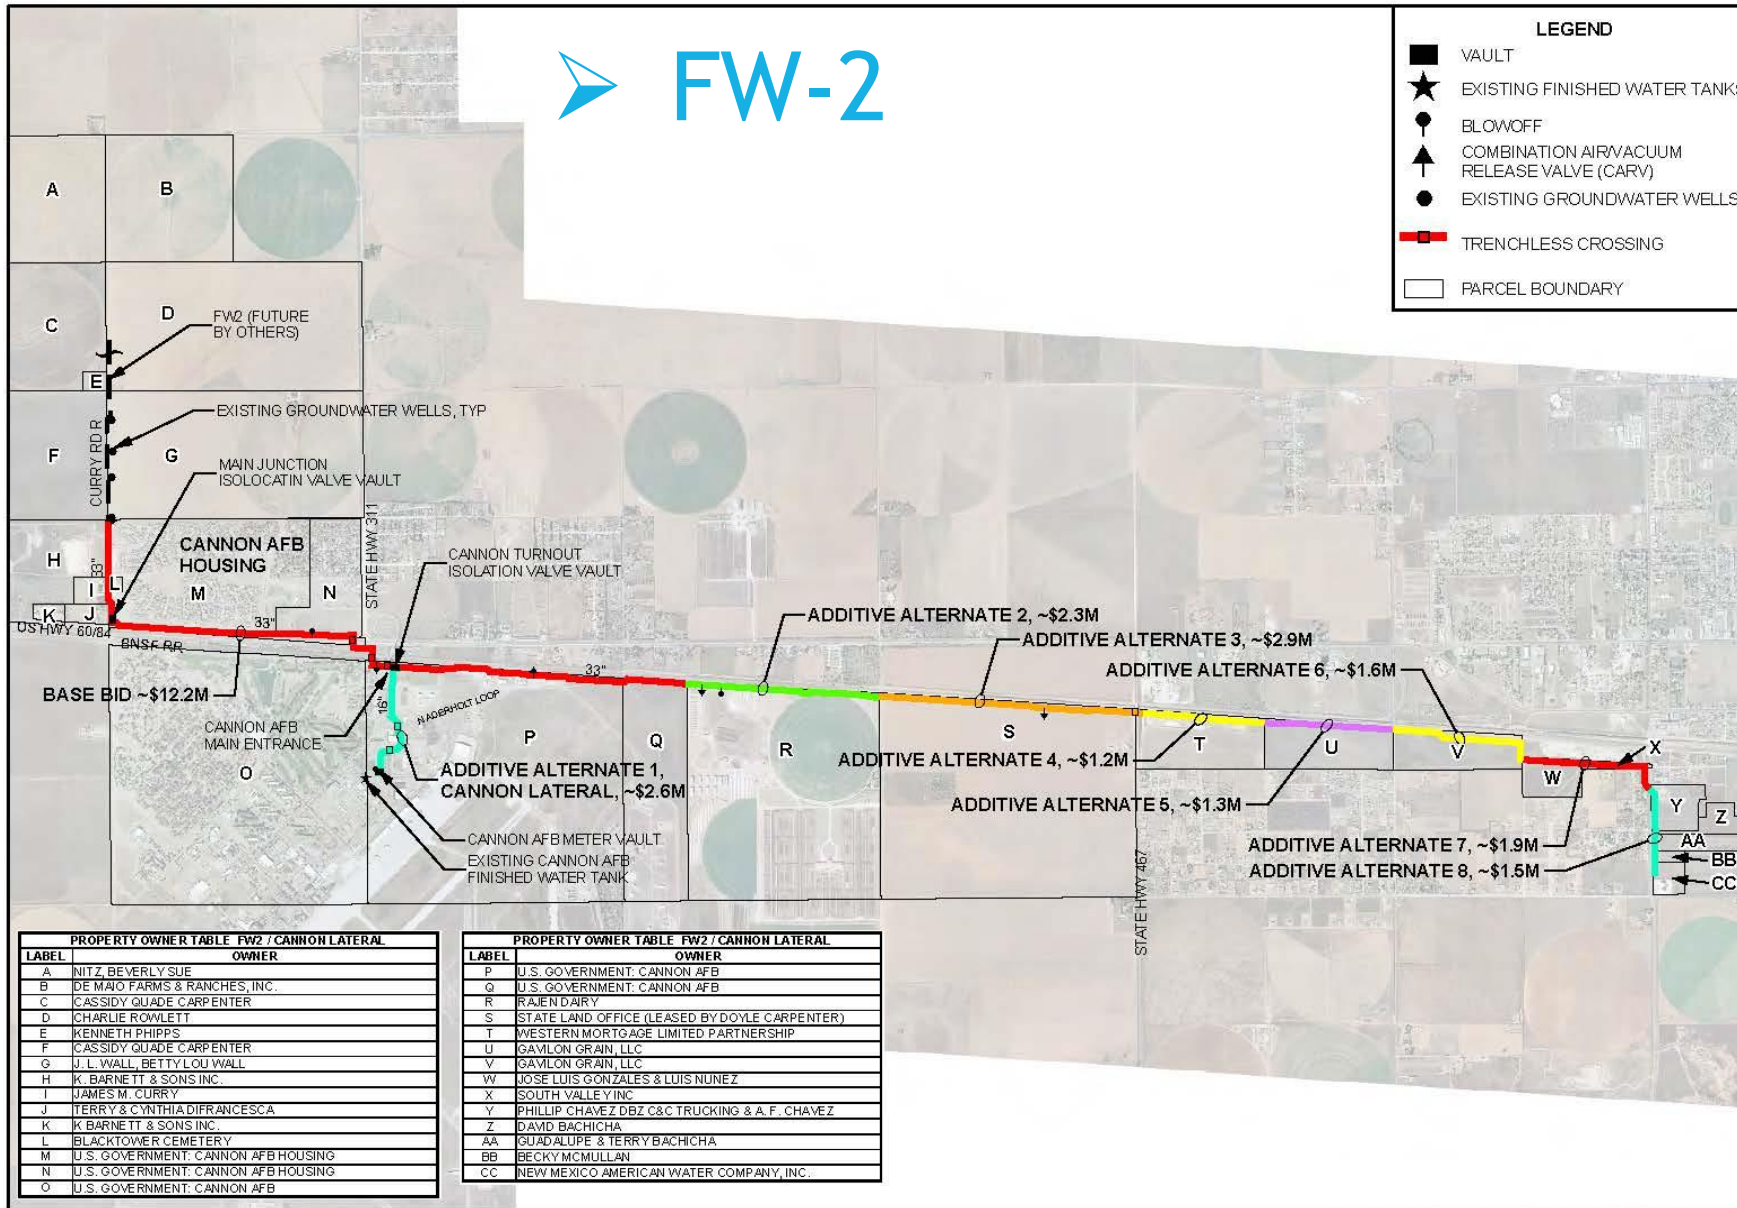 FW-2
LEGEND
VAULT
EXISTING FINISHED WATER TANKS
BLOWOFF
COMBINATION AIR/VACUUM
RELEASE VALVE (CARV)
EXISTING GROUNDWATER WELLS
TRENCHLESS CROSSING
PARCEL BOUNDARY
A
B
C
D
FW2 (FUTURE
BY OTHERS)
E
EXISTING GROUNDWATER WELLS, TYP
F
G
CURRY RD R
MAIN JUNCTION
ISOLOCATIN VALVE VAULT
STATE HWY 311
H
33"
CANNON AFB
HOUSING
I
L
M
N
K
J
33"
US HWY 60/84
BNSF RR
CANNON TURNOUT
ISOLATION VALVE VAULT
BASE BID ~$12.2M
CANNON AFB
MAIN ENTRANCE
16"
NADERHOLT LOOP
33"
O
P
Q
R
S
T
U
V
W
X
Y
Z
AA
BB
CC
ADDITIVE ALTERNATE 1,
CANNON LATERAL, ~$2.6M
CANNON AFB METER VAULT
EXISTING CANNON AFB
FINISHED WATER TANK
ADDITIVE ALTERNATE 2, ~$2.3M
ADDITIVE ALTERNATE 3, ~$2.9M
ADDITIVE ALTERNATE 6, ~$1.6M
ADDITIVE ALTERNATE 4, ~$1.2M
ADDITIVE ALTERNATE 5, ~$1.3M
ADDITIVE ALTERNATE 7, ~$1.9M
ADDITIVE ALTERNATE 8, ~$1.5M
STATE HWY 467
PROPERTY OWNER TABLE FW2 / CANNON LATERAL
LABEL OWNER
A NITZ, BEVERLY SUE
B DE MAIO FARMS & RANCHES, INC.
C CASSIDY QUADE CARPENTER
D CHARLIE ROWLETT
E KENNETH PHIPPS
F CASSIDY QUADE CARPENTER
G J. L. WALL, BETTY LOU WALL
H K. BARNETT & SONS INC.
I JAMES M. CURRY
J TERRY & CYNTHIA DIFRANCESCA
K K BARNETT & SONS INC.
L BLACKTOWER CEMETERY
M U.S. GOVERNMENT: CANNON AFB HOUSING
N U.S. GOVERNMENT: CANNON AFB HOUSING
O U.S. GOVERNMENT: CANNON AFB
PROPERTY OWNER TABLE FW2 / CANNON LATERAL
LABEL OWNER
P U.S. GOVERNMENT: CANNON AFB
Q U.S. GOVERNMENT: CANNON AFB
R RAJEN DAIRY
S STATE LAND OFFICE (LEASED BY DOYLE CARPENTER)
T WESTERN MORTGAGE LIMITED PARTNERSHIP
U GAVILON GRAIN, LLC
V GAVILON GRAIN, LLC
W JOSE LUIS GONZALES & LUIS NUNEZ
X SOUTH VALLEY INC
Y PHILLIP CHAVEZ DBZ C&C TRUCKING & A. F. CHAVEZ
Z DAVID BACHICHA
AA GUADALUPE & TERRY BACHICHA
BB BECKY MCMULLAN
CC NEW MEXICO AMERICAN WATER COMPANY, INC.